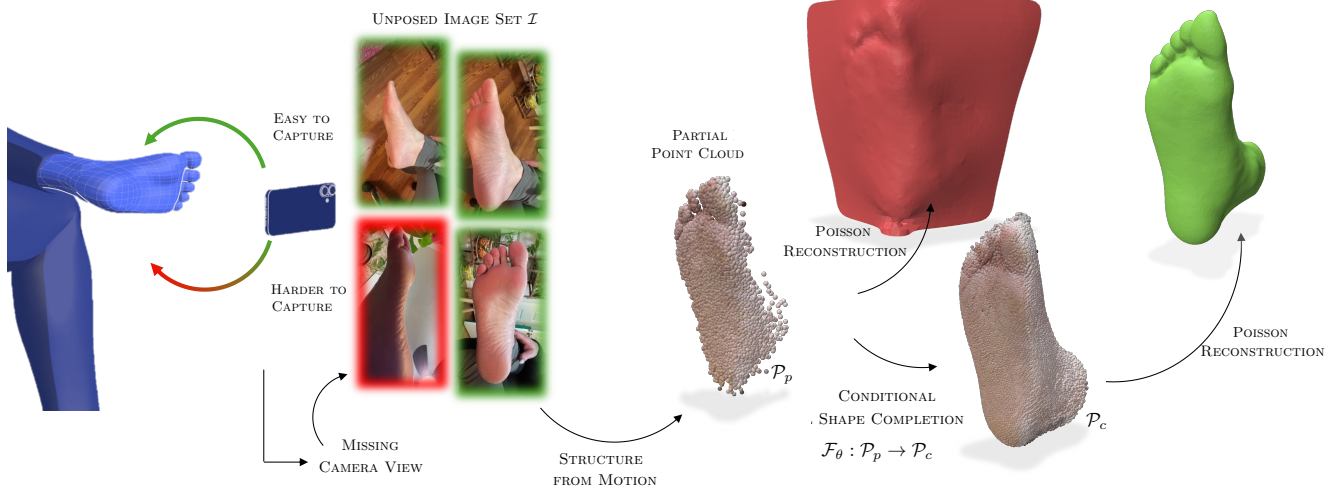 UNPOSED IMAGE SET ℐ
EASY TO
CAPTURE
HARDER TO
CAPTURE
MISSING
CAMERA VIEW
STRUCTURE
FROM MOTION
PARTIAL
POINT CLOUD
𝒫ₚ
POISSON
RECONSTRUCTION
CONDITIONAL
SHAPE COMPLETION
ℱ_θ : 𝒫ₚ → 𝒫_c
𝒫_c
POISSON
RECONSTRUCTION